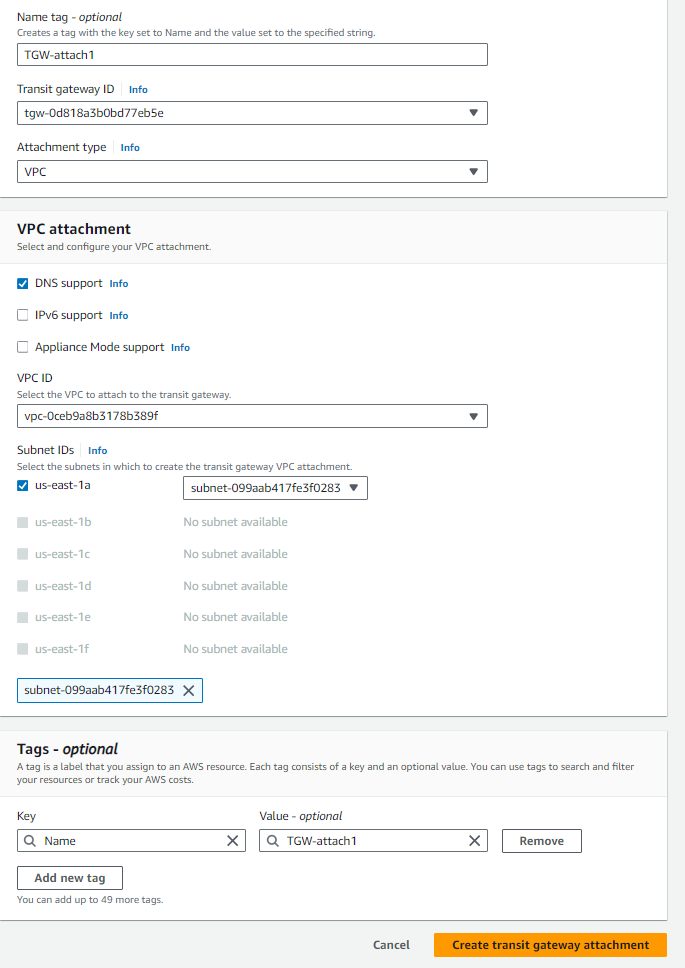 Name tag - optional
Creates a tag with the key set to Name and the value set to the specified string.
TGW-attach1
Transit gateway ID Info
tgw-0d818a3b0bd77eb5e
Attachment type Info
VPC
VPC attachment
Select and configure your VPC attachment.
DNS support Info
IPv6 support Info
Appliance Mode support Info
VPC ID
Select the VPC to attach to the transit gateway.
vpc-0ceb9a8b3178b389f
Subnet IDs Info
Select the subnets in which to create the transit gateway VPC attachment.
us-east-1a subnet-099aab417fe3f0283
us-east-1b No subnet available
us-east-1c No subnet available
us-east-1d No subnet available
us-east-1e No subnet available
us-east-1f No subnet available
subnet-099aab417fe3f0283
Tags - optional
A tag is a label that you assign to an AWS resource. Each tag consists of a key and an optional value. You can use tags to search and filter
your resources or track your AWS costs.
Key Value - optional
Name TGW-attach1 Remove
Add new tag
You can add up to 49 more tags.
Cancel Create transit gateway attachment